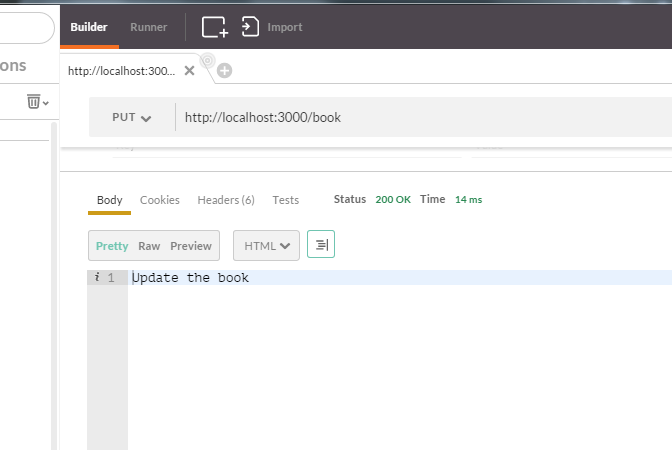 Builder Runner Import
ons
http://localhost:300...
PUT http://localhost:3000/book
Body Cookies Headers (6) Tests Status 200 OK Time 14 ms
Pretty Raw Preview HTML
i 1 Update the book